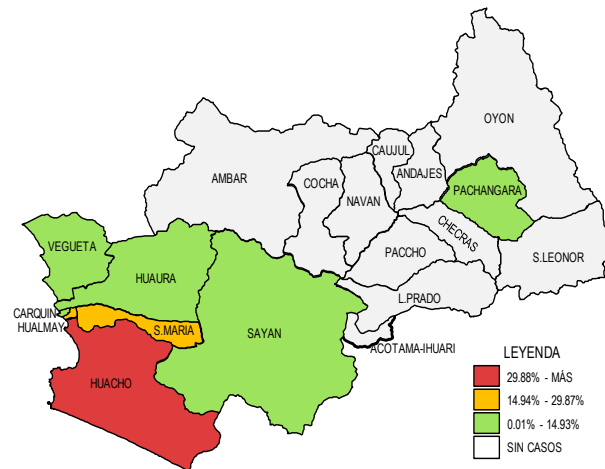 OYON
CAUJUL
AMBAR
COCHA
ANDAJES
PACHANGARA
NAVAN
CHECRAS
VEGUETA
PACCHO
S.LEONOR
HUAURA
L.PRADO
CARQUIN
HUALMAY
S.MARIA
SAYAN
ACOTAMA-IHUARI
HUACHO
LEYENDA
29.88% - MÁS
14.94% - 29.87%
0.01% - 14.93%
SIN CASOS